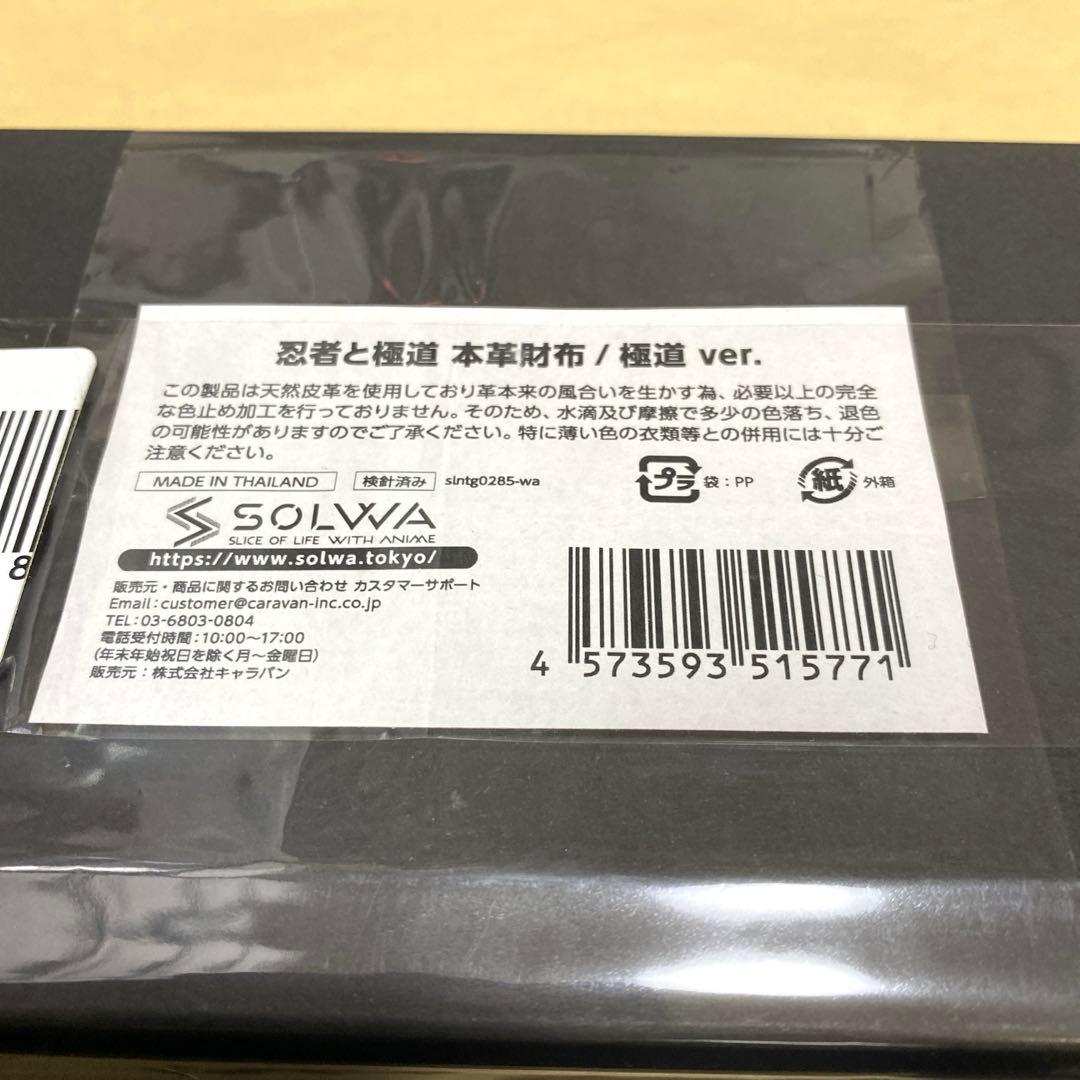 忍者と極道 本革財布 / 極道 ver.
この製品は天然皮革を使用しており革本来の風合いを生かす為、必要以上の完全
な色止め加工を行っておりません。そのため、水滴及び摩擦で多少の色落ち、退色
の可能性がありますのでご了承ください。特に薄い色の衣類等との併用には十分ご
注意ください。
MADE IN THAILAND 検針済み slntg0285-wa プラ 袋：PP 紙 外箱
SOLWA
SLICE OF LIFE WITH ANIME
https://www.solwa.tokyo/
販売元・商品に関するお問い合わせ カスタマーサポート
Email：customer@caravan-inc.co.jp
TEL：03-6803-0804
電話受付時間：10:00～17:00
（年末年始祝日を除く月～金曜日）
販売元：株式会社キャラバン
4 573593 515771
8